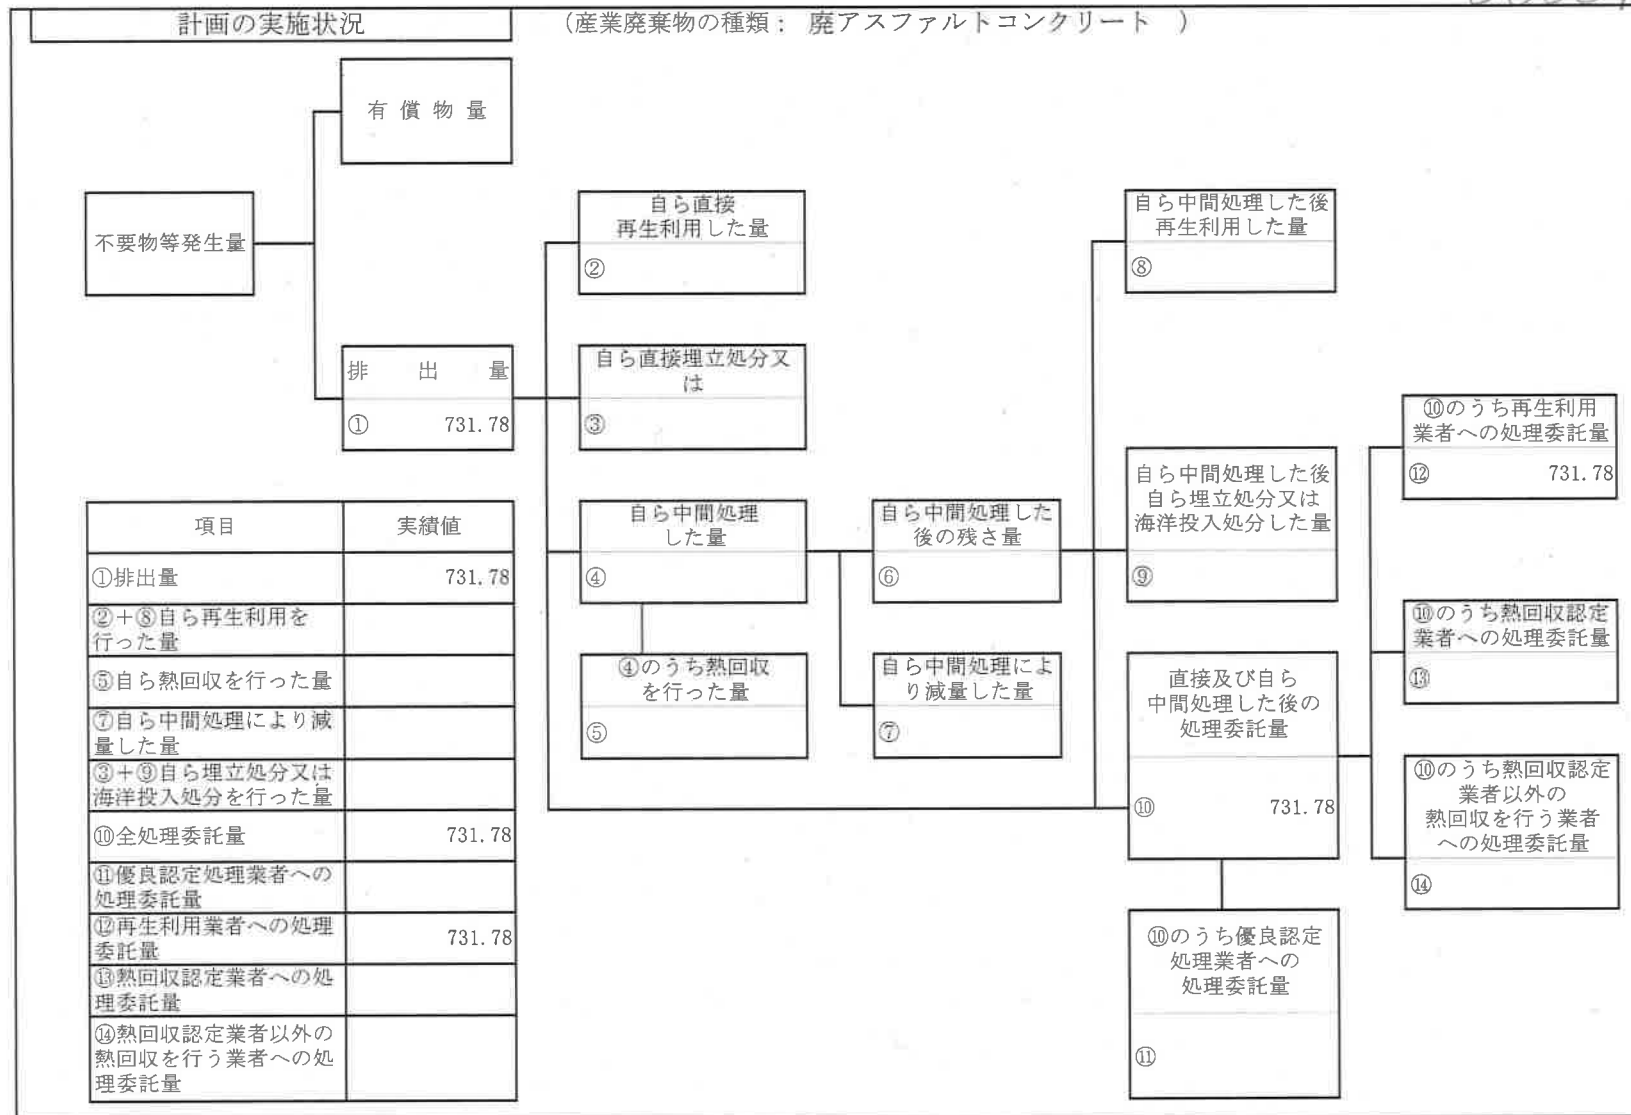 計画の実施状況
(産業廃棄物の種類: 廃アスファルトコンクリート )
有償物量
不要物等発生量
排出量
① 731.78
自ら直接
再生利用した量
②
自ら直接埋立処分又
は
③
自ら中間処理
した量
④
④のうち熱回収
を行った量
⑤
自ら中間処理した
後の残さ量
⑥
自ら中間処理によ
り減量した量
⑦
自ら中間処理した後
再生利用した量
⑧
自ら中間処理した後
自ら埋立処分又は
海洋投入処分した量
⑨
直接及び自ら
中間処理した後の
処理委託量
⑩ 731.78
⑩のうち優良認定
処理業者への
処理委託量
⑪
⑩のうち再生利用
業者への処理委託量
⑫ 731.78
⑩のうち熱回収認定
業者への処理委託量
⑬
⑩のうち熱回収認定
業者以外の
熱回収を行う業者
への処理委託量
⑭
項目 実績値
①排出量 731.78
②+⑧自ら再生利用を
行った量
⑤自ら熱回収を行った量
⑦自ら中間処理により減
量した量
③+⑨自ら埋立処分又は
海洋投入処分を行った量
⑩全処理委託量 731.78
⑪優良認定処理業者への
処理委託量
⑫再生利用業者への処理
委託量 731.78
⑬熱回収認定業者への処
理委託量
⑭熱回収認定業者以外の
熱回収を行う業者への処
理委託量